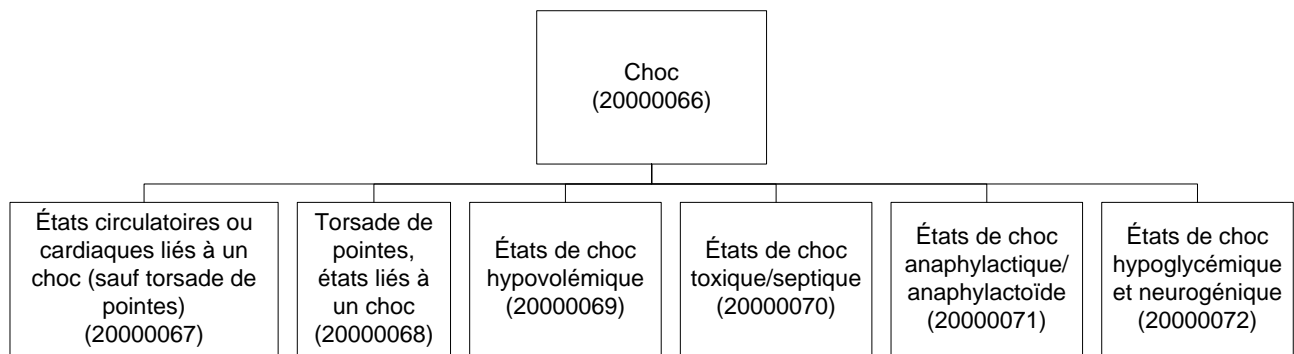 Choc
(20000066)
États circulatoires ou
cardiaques liés à un
choc (sauf torsade de
pointes)
(20000067)
Torsade de
pointes,
états liés à
un choc
(20000068)
États de choc
hypovolémique
(20000069)
États de choc
toxique/septique
(20000070)
États de choc
anaphylactique/
anaphylactoïde
(20000071)
États de choc
hypoglycémique
et neurogénique
(20000072)